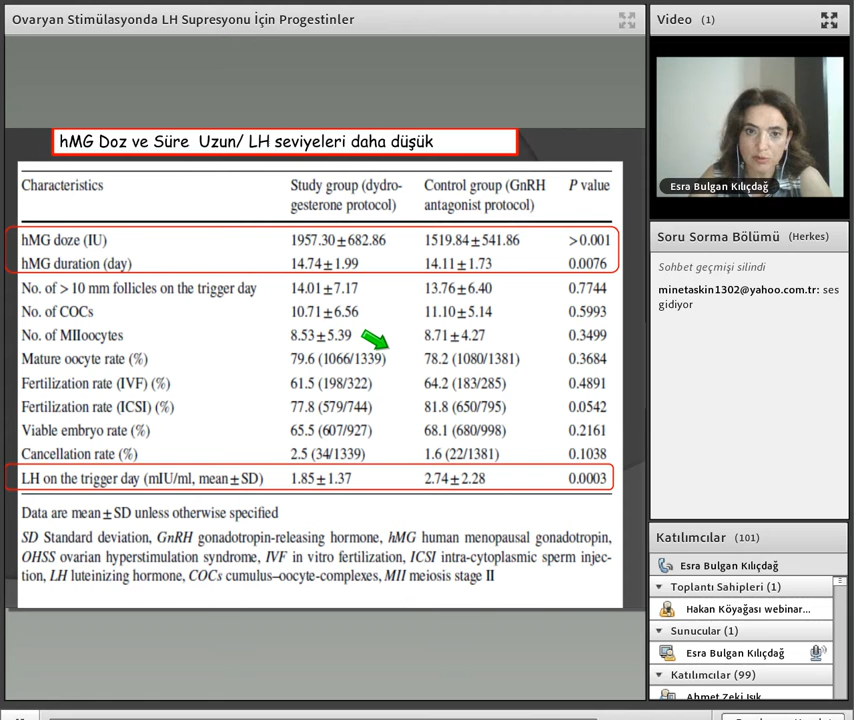 Ovaryan Stimülasyonda LH Supresyonu İçin Progestinler
hMG Doz ve Süre Uzun/ LH seviyeleri daha düşük
Characteristics Study group (dydro- Control group (GnRH P value
gesterone protocol) antagonist protocol)
hMG doze (IU) 1957.30±682.86 1519.84±541.86 >0.001
hMG duration (day) 14.74±1.99 14.11±1.73 0.0076
No. of > 10 mm follicles on the trigger day 14.01±7.17 13.76±6.40 0.7744
No. of COCs 10.71±6.56 11.10±5.14 0.5993
No. of MIIoocytes 8.53±5.39 8.71±4.27 0.3499
Mature oocyte rate (%) 79.6 (1066/1339) 78.2 (1080/1381) 0.3684
Fertilization rate (IVF) (%) 61.5 (198/322) 64.2 (183/285) 0.4891
Fertilization rate (ICSI) (%) 77.8 (579/744) 81.8 (650/795) 0.0542
Viable embryo rate (%) 65.5 (607/927) 68.1 (680/998) 0.2161
Cancellation rate (%) 2.5 (34/1339) 1.6 (22/1381) 0.1038
LH on the trigger day (mIU/ml, mean±SD) 1.85±1.37 2.74±2.28 0.0003
Data are mean±SD unless otherwise specified
SD Standard deviation, GnRH gonadotropin-releasing hormone, hMG human menopausal gonadotropin,
OHSS ovarian hyperstimulation syndrome, IVF in vitro fertilization, ICSI intra-cytoplasmic sperm injec-
tion, LH luteinizing hormone, COCs cumulus–oocyte-complexes, MII meiosis stage II
Video (1)
Esra Bulgan Kılıçdağ
Soru Sorma Bölümü (Herkes)
Sohbet geçmişi silindi
minetaskin1302@yahoo.com.tr: ses
gidiyor
Katılımcılar (101)
Esra Bulgan Kılıçdağ
Toplantı Sahipleri (1)
Hakan Köyağası webinar...
Sunucular (1)
Esra Bulgan Kılıçdağ
Katılımcılar (99)
Ahmet Zeki Işık